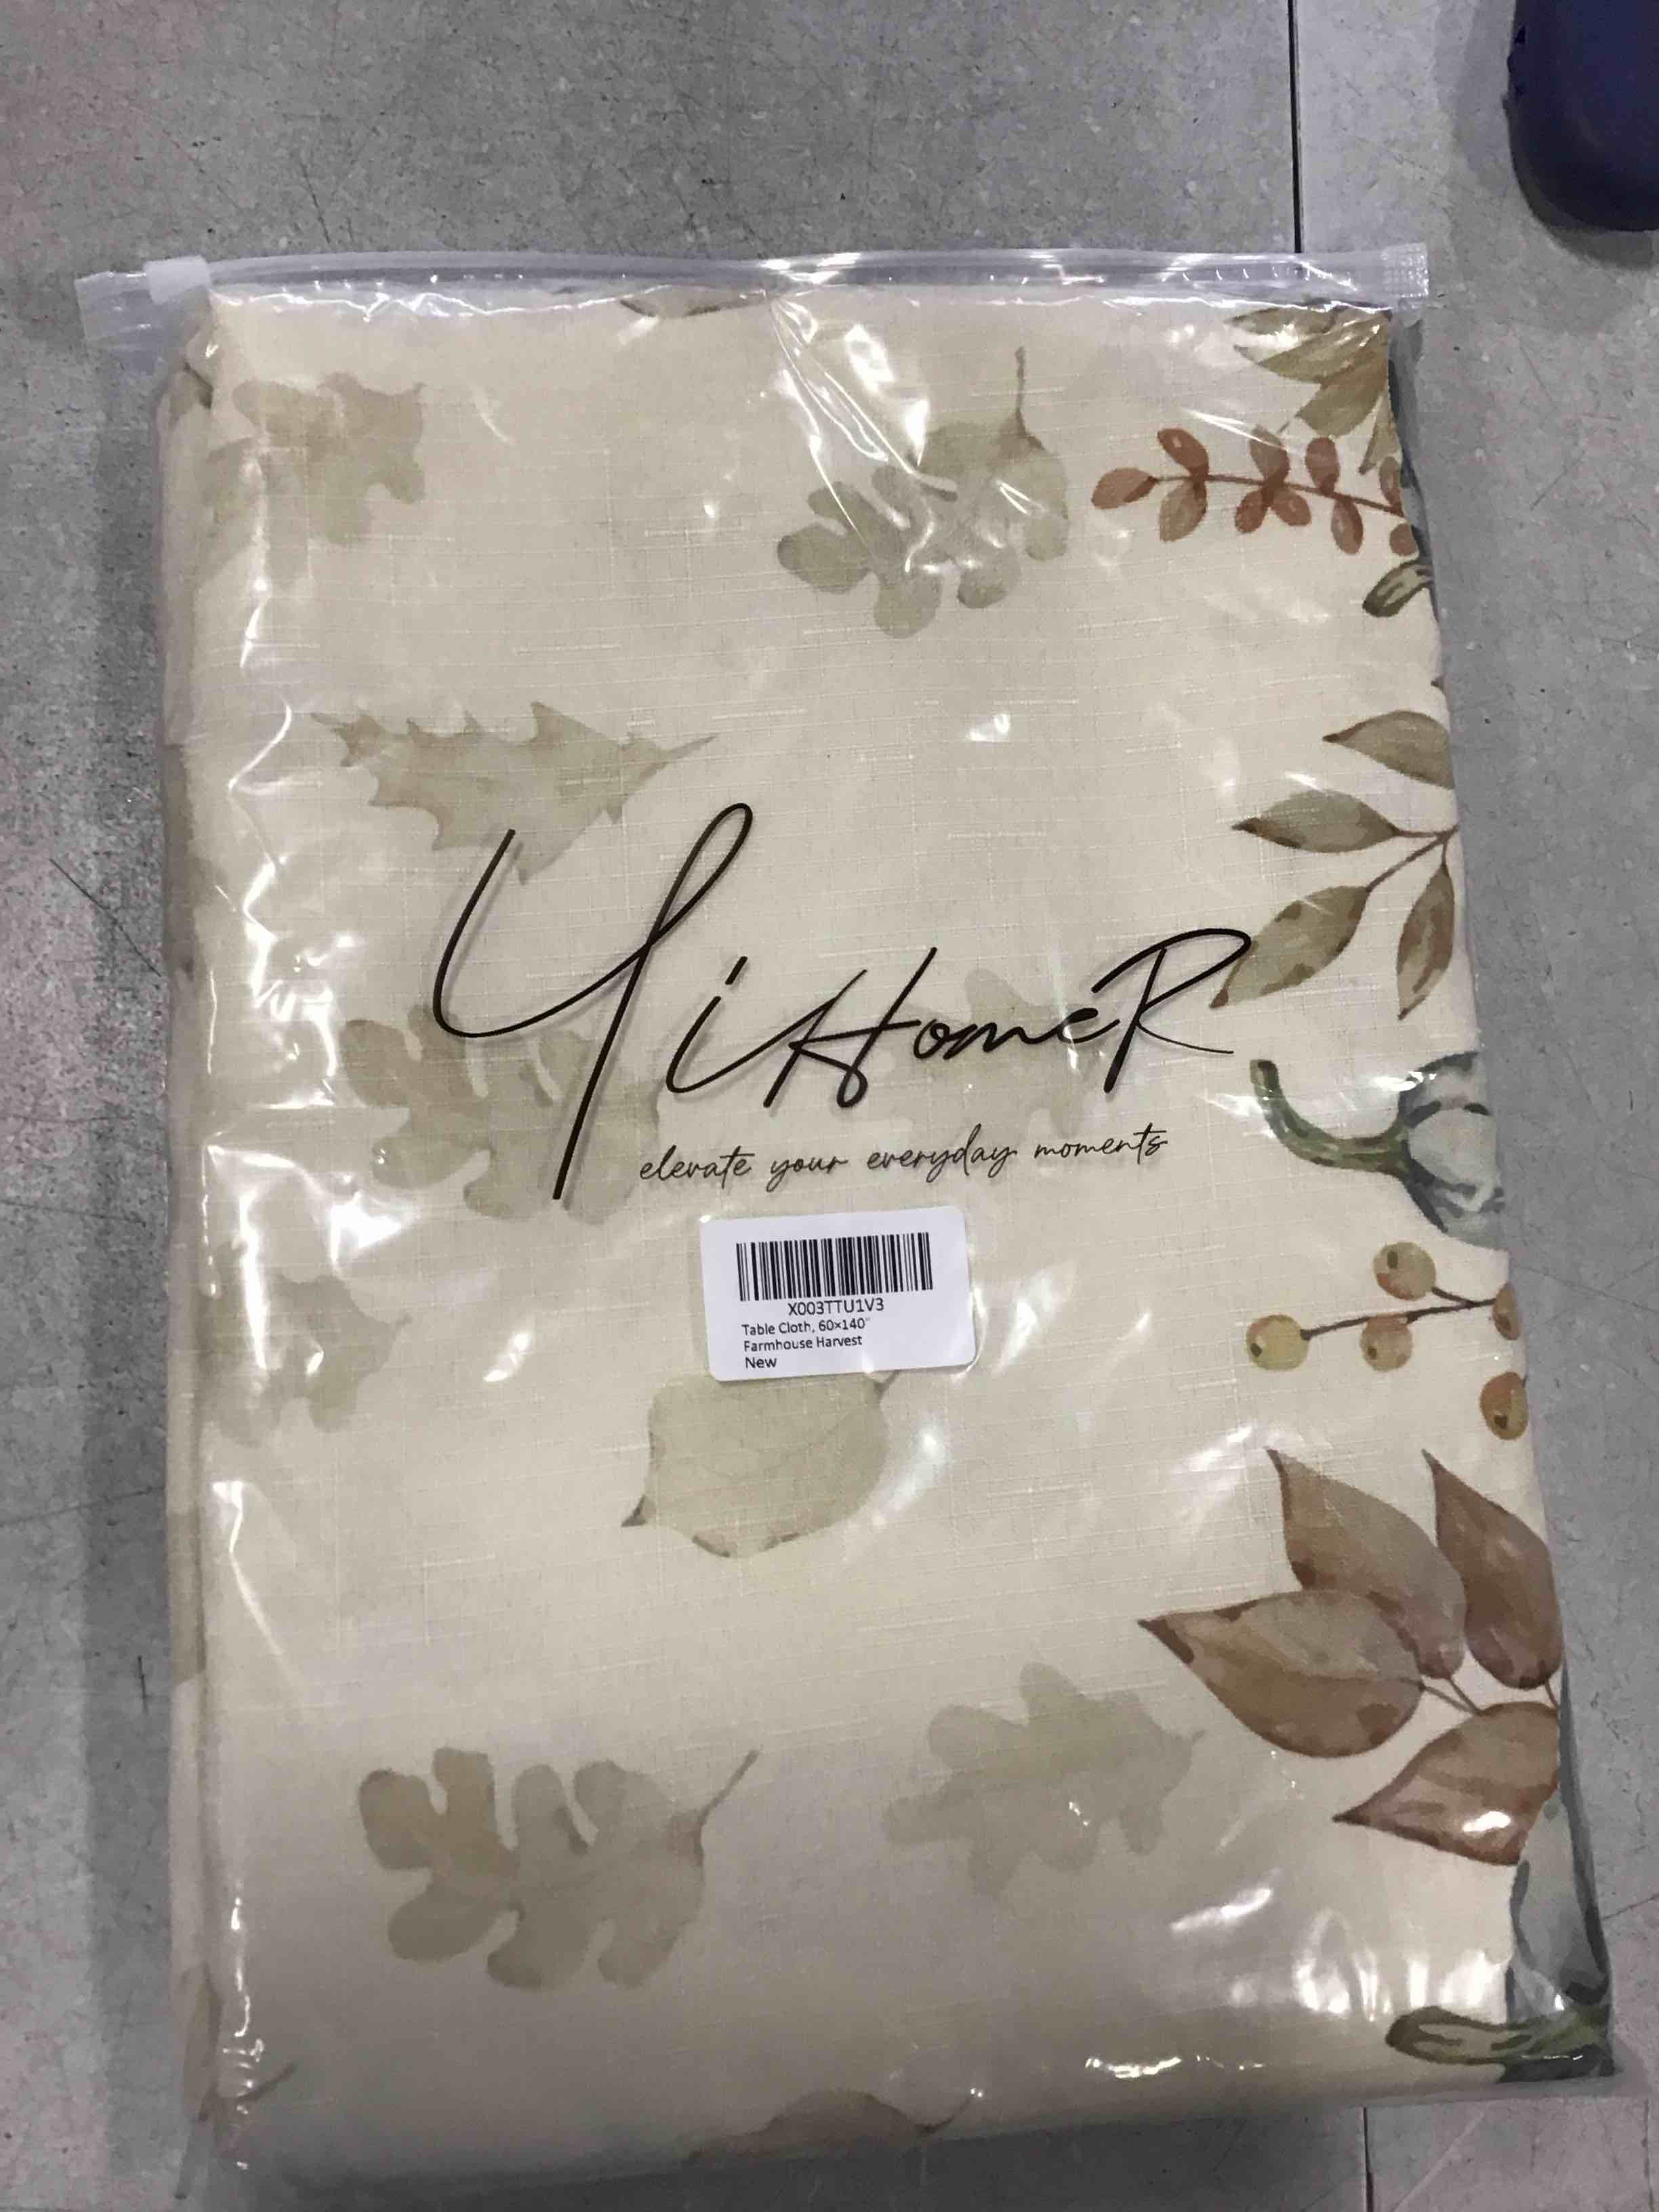 YiHomeR
elevate your everyday moments
X003TTU1V3
Table Cloth, 60×140"
Farmhouse Harvest
New